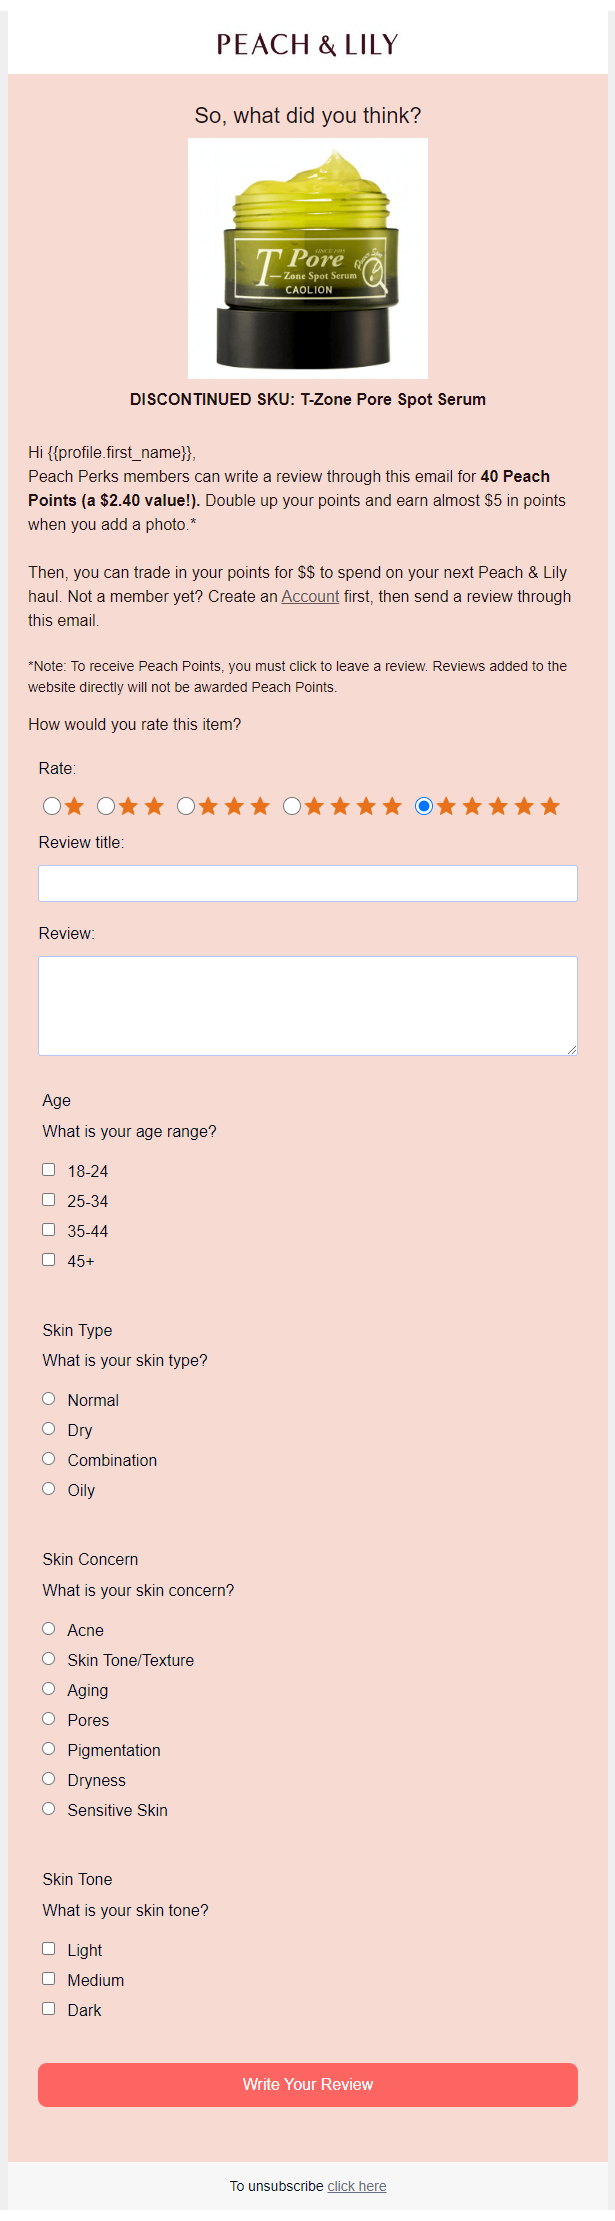 PEACH & LILY
So, what did you think?
SINCE 1995
T Pore
Zone Spot Serum
CAOLION
DISCONTINUED SKU: T-Zone Pore Spot Serum
Hi {{profile.first_name}},
Peach Perks members can write a review through this email for 40 Peach
Points (a $2.40 value!). Double up your points and earn almost $5 in points
when you add a photo.*
Then, you can trade in your points for $$ to spend on your next Peach & Lily
haul. Not a member yet? Create an Account first, then send a review through
this email.
*Note: To receive Peach Points, you must click to leave a review. Reviews added to the
website directly will not be awarded Peach Points.
How would you rate this item?
Rate:
Review title:
Review:
Age
What is your age range?
18-24
25-34
35-44
45+
Skin Type
What is your skin type?
Normal
Dry
Combination
Oily
Skin Concern
What is your skin concern?
Acne
Skin Tone/Texture
Aging
Pores
Pigmentation
Dryness
Sensitive Skin
Skin Tone
What is your skin tone?
Light
Medium
Dark
Write Your Review
To unsubscribe click here